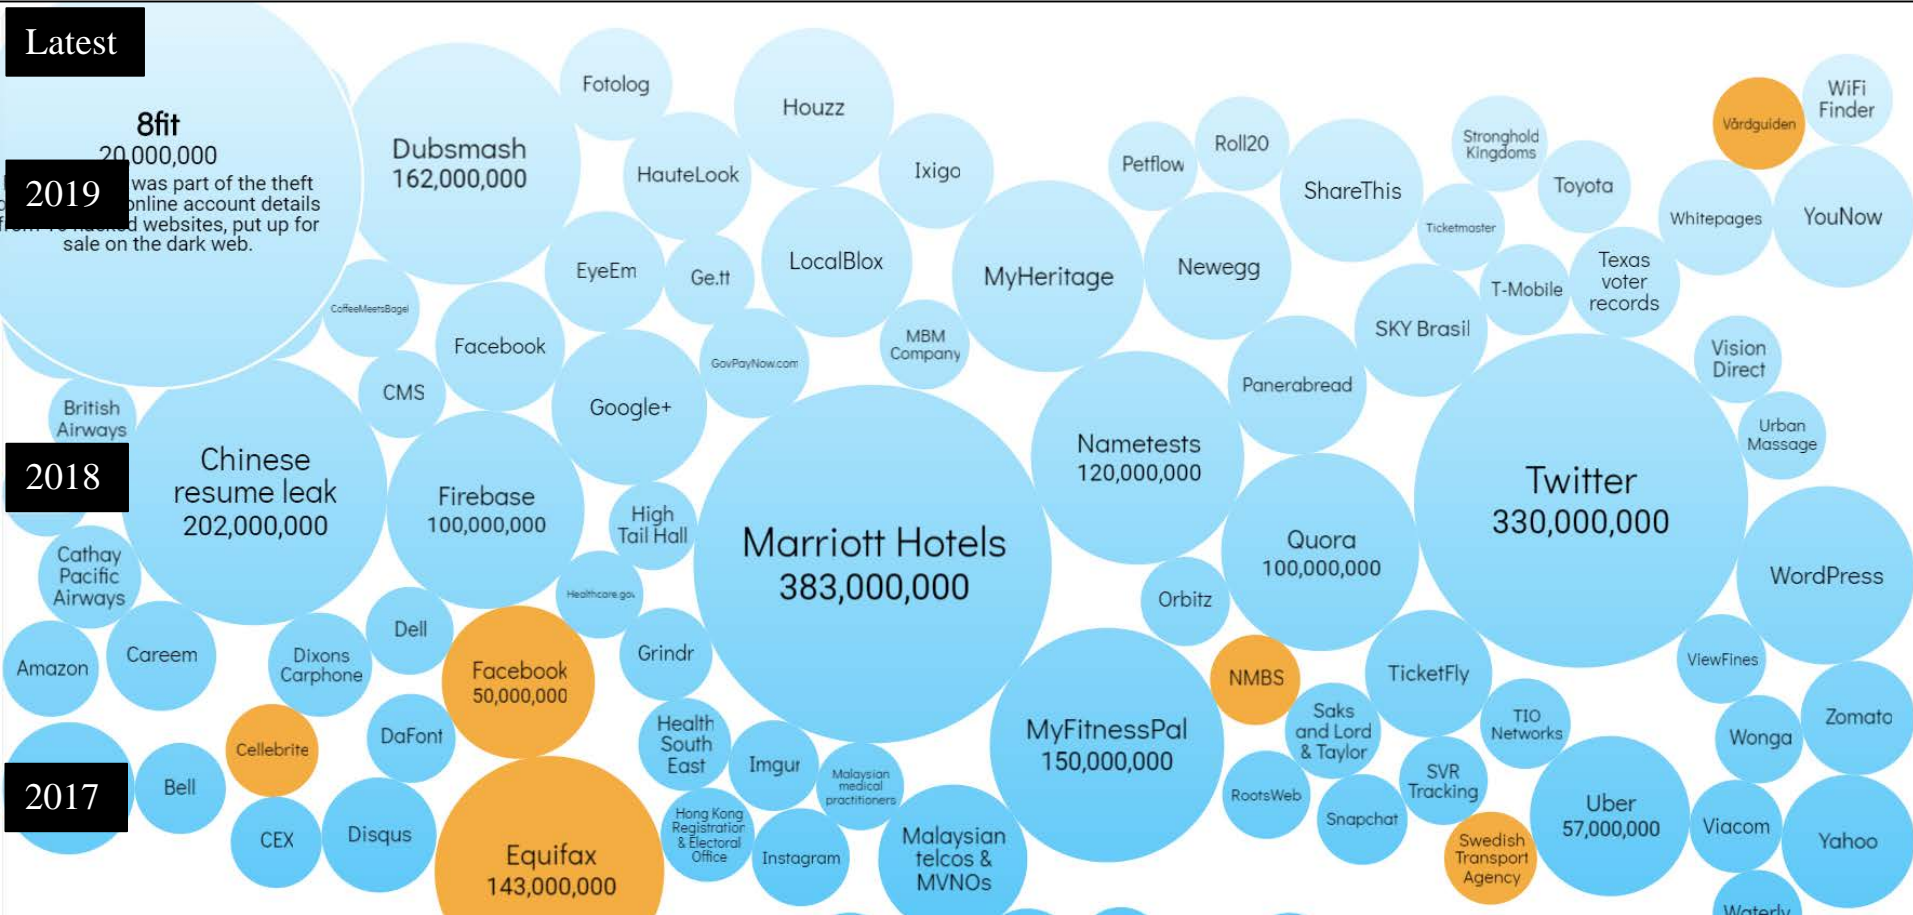 Latest
8fit
20,000,000
was part of the theft
online account details
websites, put up for
sale on the dark web.
2019
Dubsmash
162,000,000
Fotolog
Houzz
HauteLook
Ixigo
Petflow
Roll20
ShareThis
Stronghold
Kingdoms
Toyota
Ticketmaster
Vårdguiden
WiFi
Finder
Whitepages
YouNow
CoffeeMeetsBagel
EyeEm
Ge.tt
LocalBlox
MyHeritage
Newegg
T-Mobile
Texas
voter
records
SKY Brasil
Facebook
GovPayNow.com
MBM
Company
Vision
Direct
British
Airways
CMS
Google+
Panerabread
Urban
Massage
2018
Chinese
resume leak
202,000,000
Firebase
100,000,000
High
Tail Hall
Marriott Hotels
383,000,000
Nametests
120,000,000
Quora
100,000,000
Twitter
330,000,000
WordPress
Cathay
Pacific
Airways
Healthcare.gov
Orbitz
Amazon
Careem
Dixons
Carphone
Dell
Facebook
50,000,000
Grindr
NMBS
TicketFly
ViewFines
Cellebrite
DaFont
Health
South
East
Imgur
MyFitnessPal
150,000,000
Saks
and Lord
& Taylor
TIO
Networks
Wonga
Zomato
2017
Bell
CEX
Disqus
Equifax
143,000,000
Hong Kong
Registration
& Electoral
Office
Malaysian
medical
practitioners
Instagram
Malaysian
telcos &
MVNOs
RootsWeb
Snapchat
SVR
Tracking
Swedish
Transport
Agency
Uber
57,000,000
Viacom
Yahoo
Waterly